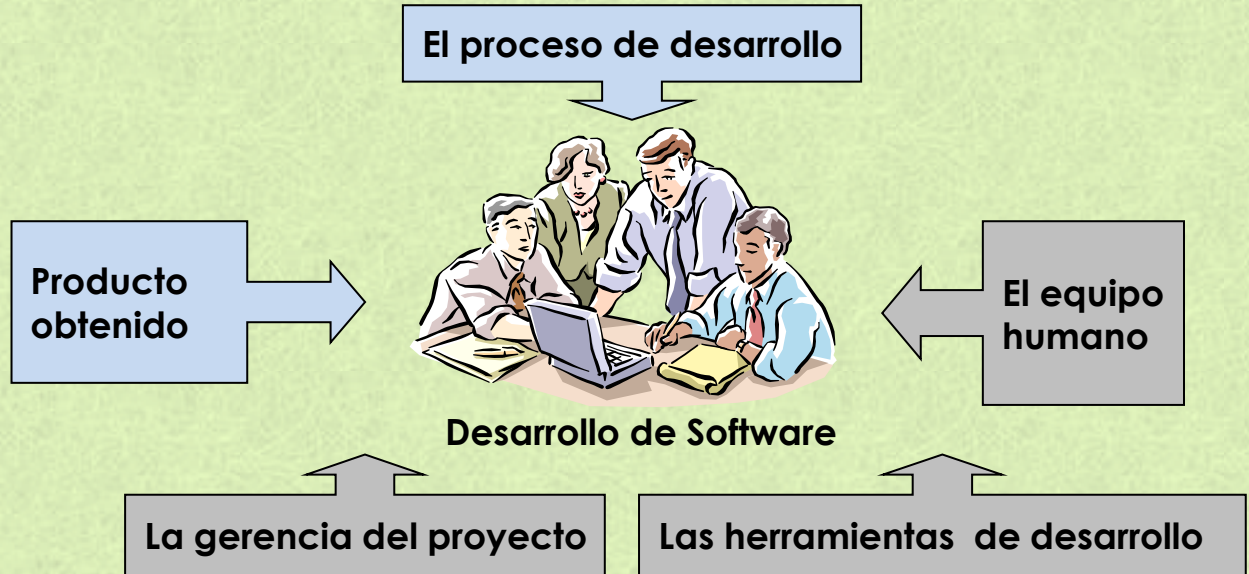 El proceso de desarrollo
Producto
obtenido
El equipo
humano
Desarrollo de Software
La gerencia del proyecto
Las herramientas  de desarrollo